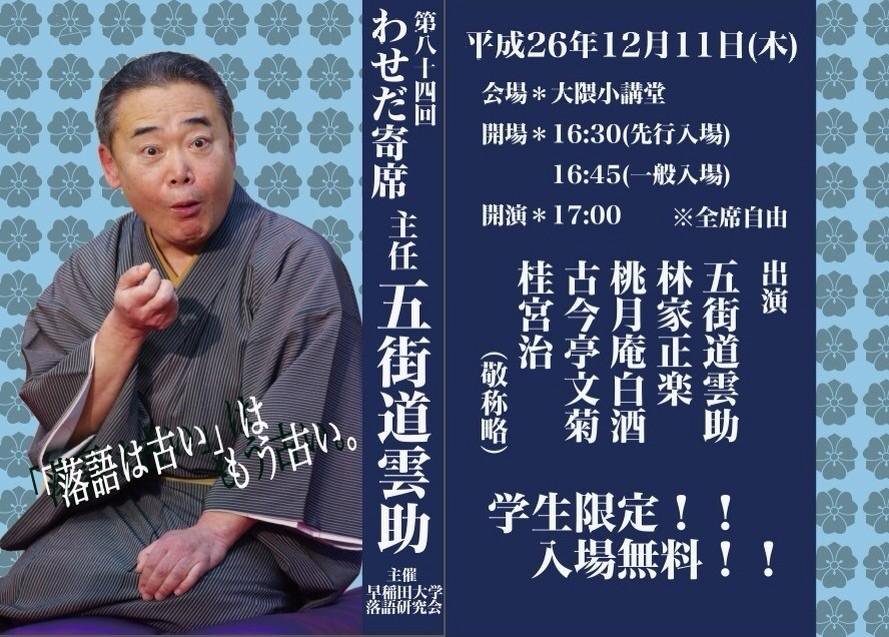 第八十四回
わせだ寄席
主任 五街道雲助
主催
早稲田大学
落語研究会
「落語は古い」は
もう古い。
平成26年12月11日(木)
会場＊大隈小講堂
開場＊16:30(先行入場)
16:45(一般入場)
開演＊17:00 ※全席自由
出演
五街道雲助
林家正楽
桃月庵白酒
古今亭文菊
桂宮治
(敬称略)
学生限定！！
入場無料！！